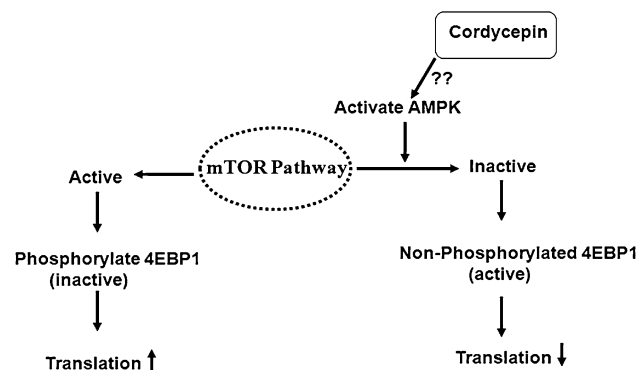 Cordycepin
??
Activate AMPK
mTOR Pathway
Active
Inactive
Phosphorylate 4EBP1
(inactive)
Non-Phosphorylated 4EBP1
(active)
Translation ↑
Translation ↓